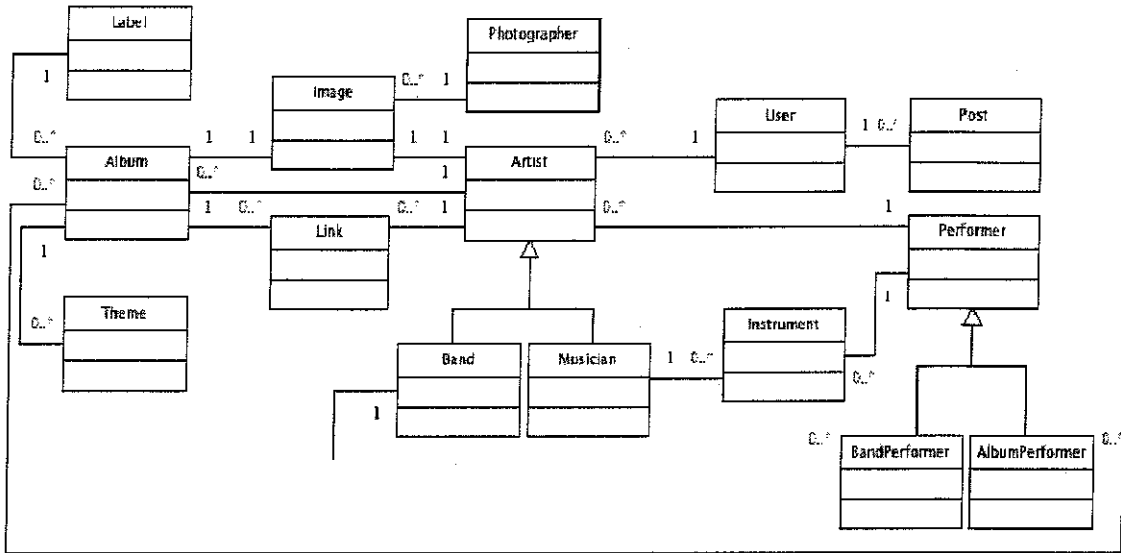 Label
Photographer
1
Image
0..* 1
User
Post
0..*
1 1
1 1
0..* 1
1 0..*
Album
Artist
0..*
0..*
1
1
0..*
0..* 1
0..*
1
Link
Performer
1
1
Theme
0..*
Instrument
Band
Musician
1 0..*
0..*
1
0..*
0..*
BandPerformer
AlbumPerformer